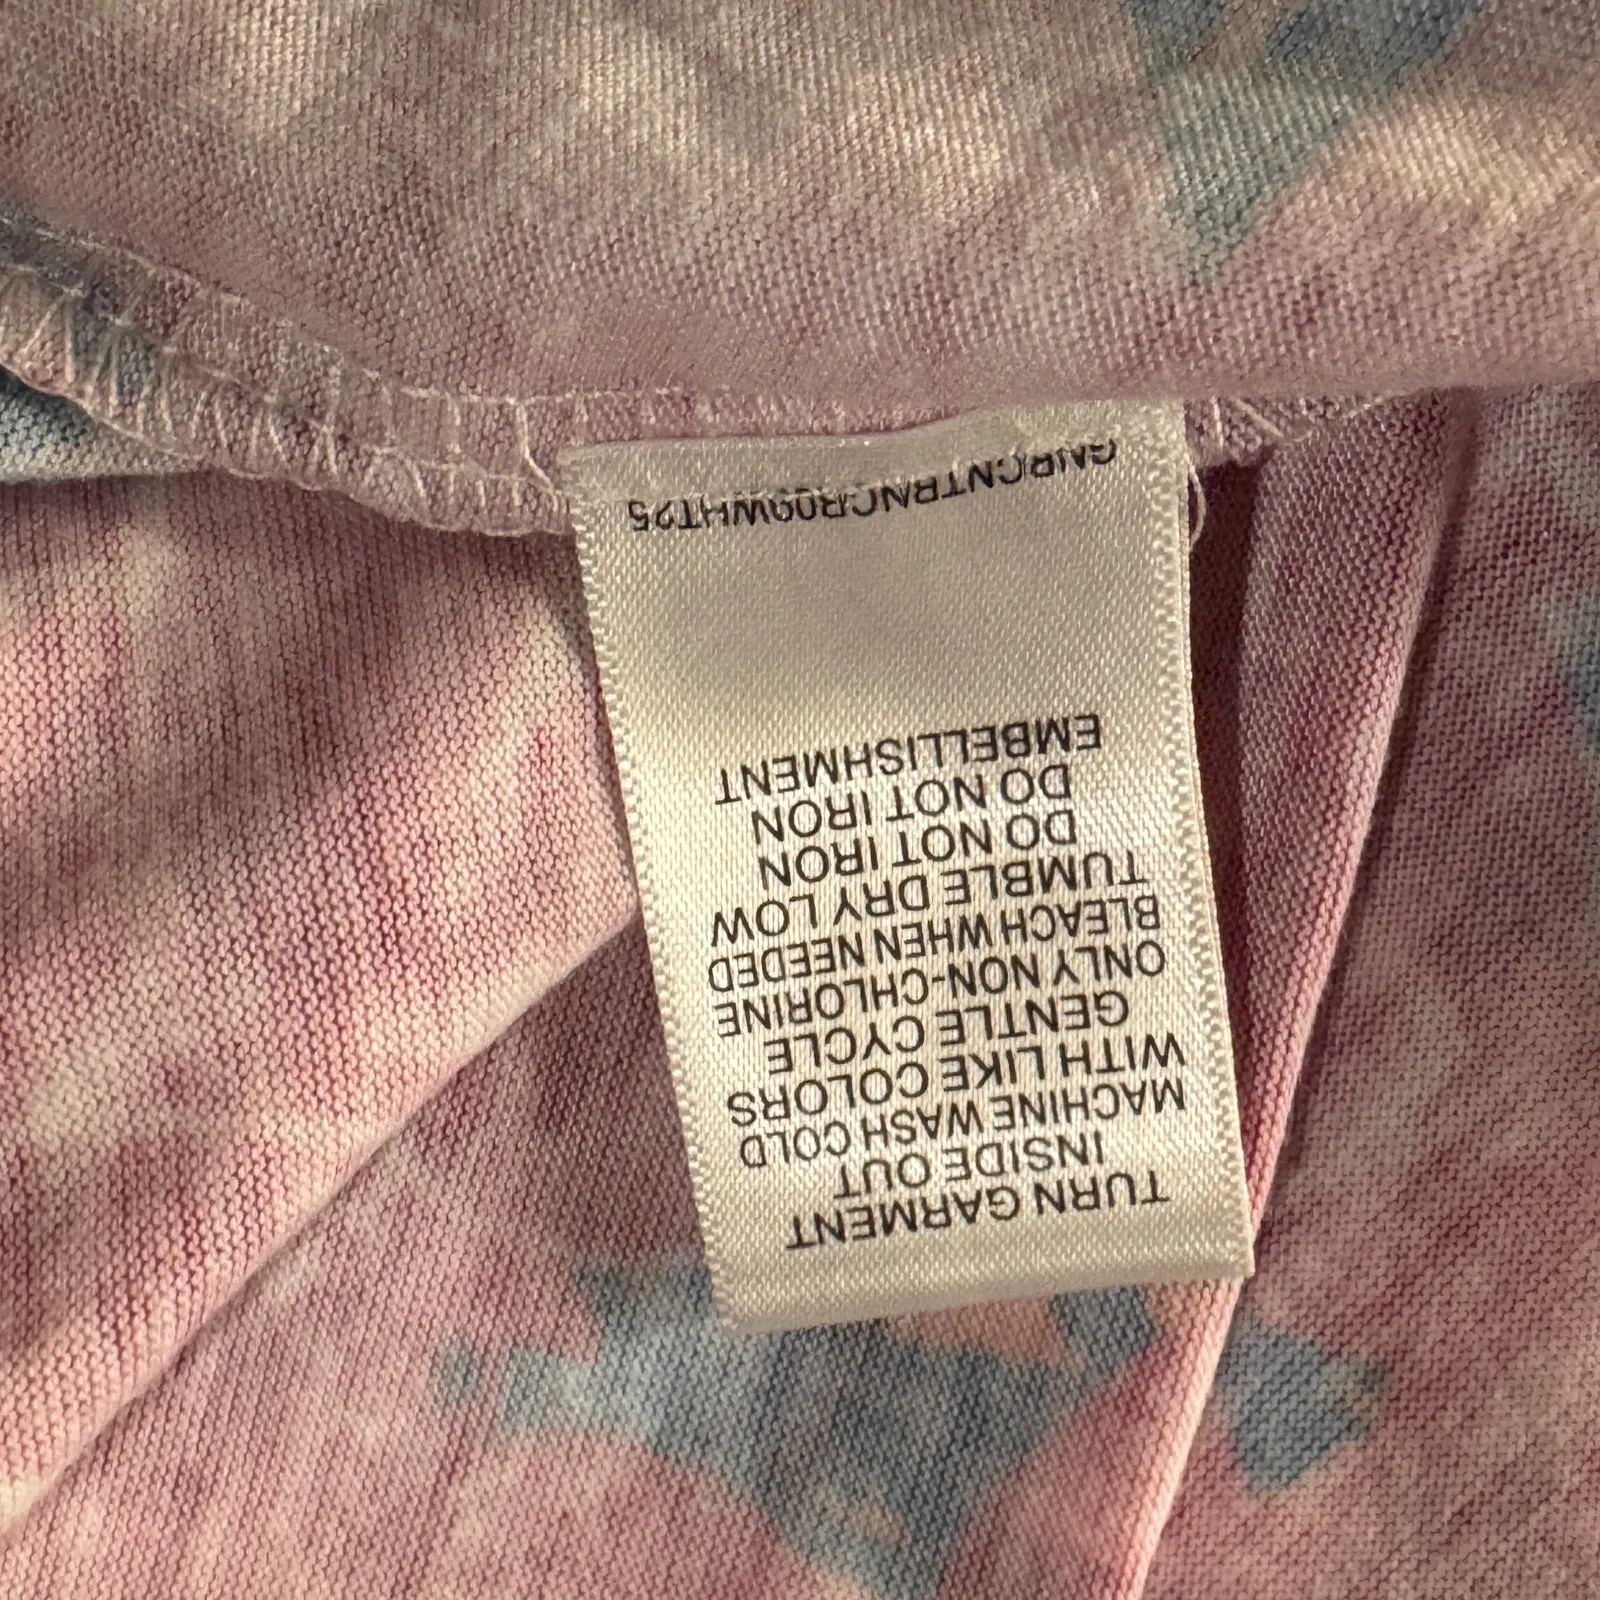 TURN GARMENT
INSIDE OUT
MACHINE WASH COLD
WITH LIKE COLORS
GENTLE CYCLE
ONLY NON-CHLORINE
BLEACH WHEN NEEDED
TUMBLE DRY LOW
DO NOT IRON
DO NOT IRON
EMBELLISHMENT